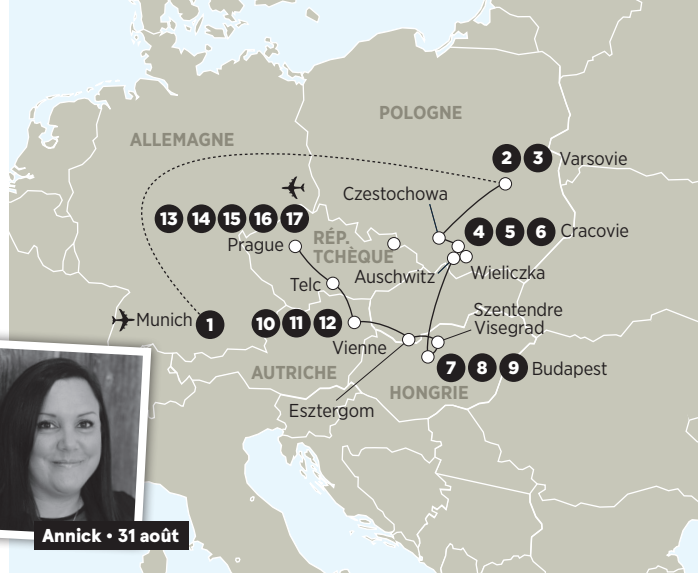 POLOGNE
ALLEMAGNE
2 3 Varsovie
Czestochowa
13 14 15 16 17
4 5 6 Cracovie
Prague
RÉP.
TCHÈQUE
Auschwitz
Wieliczka
Telc
Munich 1
10 11 12
Szentendre
Visegrad
Vienne
AUTRICHE
7 8 9 Budapest
HONGRIE
Esztergom
Annick • 31 août